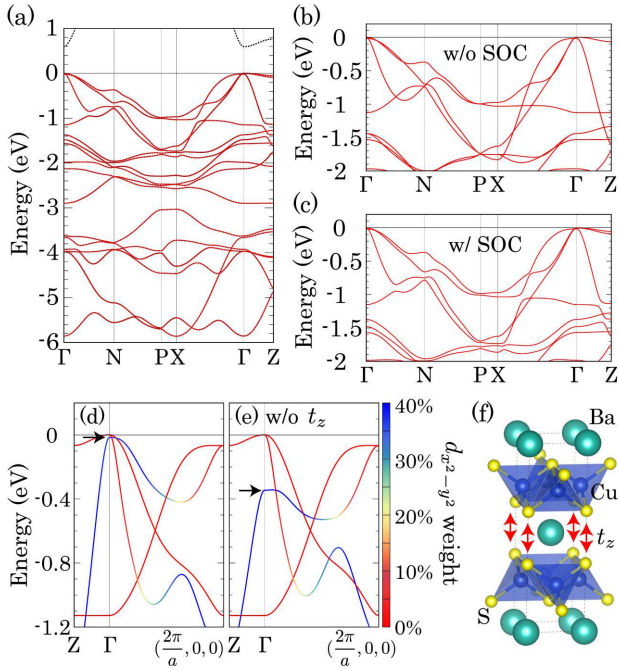 (a)
Energy (eV)
1
0
-1
-2
-3
-4
-5
-6
Γ N P X Γ Z
(b)
w/o SOC
Energy (eV)
0
-0.5
-1
-1.5
-2
Γ N P X Γ Z
(c)
w/ SOC
Energy (eV)
0
-0.5
-1
-1.5
-2
Γ N P X Γ Z
(d)
Energy (eV)
0
-0.4
-0.8
-1.2
Z Γ (2π/a,0,0)
(e) w/o t_z
Z Γ (2π/a,0,0)
40%
30%
20%
10%
0%
d_{x²−y²} weight
(f)
Ba
Cu
t_z
S